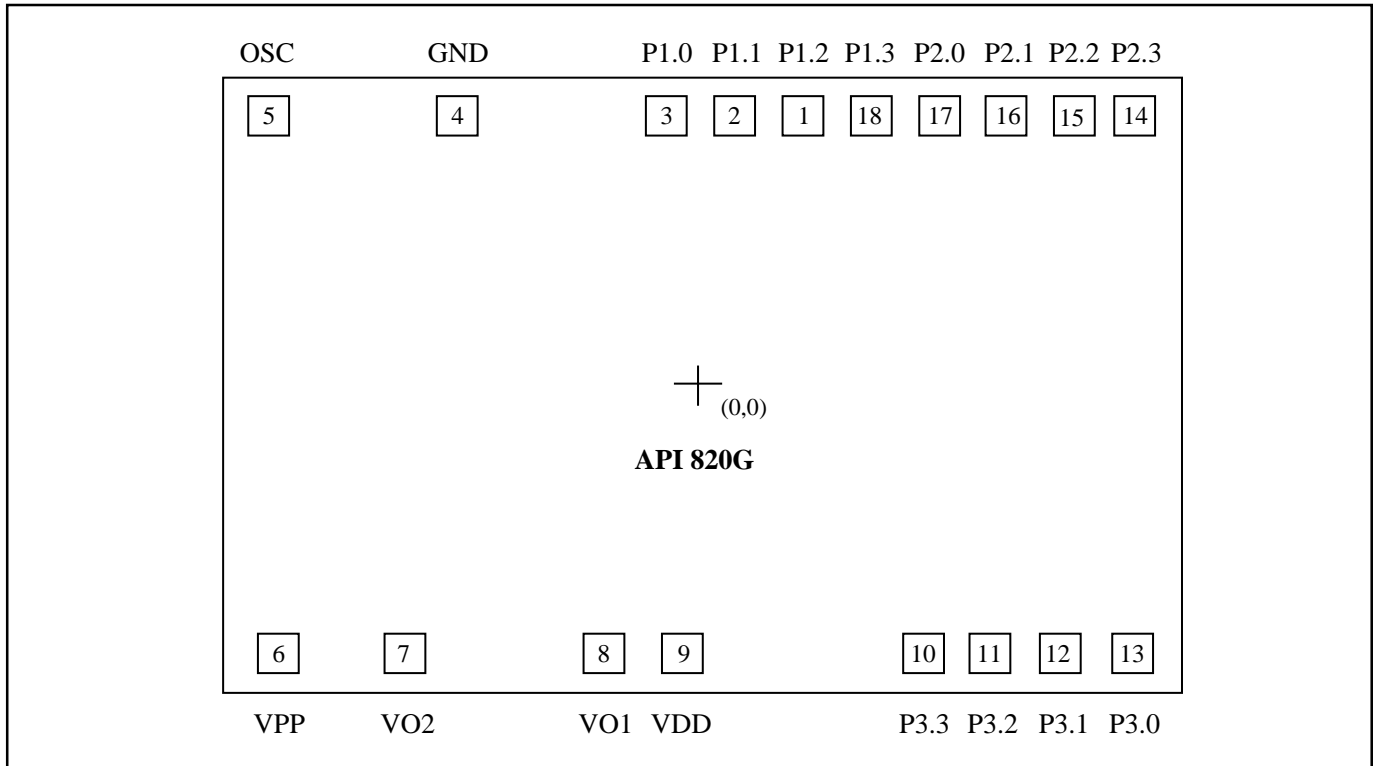 OSC GND P1.0 P1.1 P1.2 P1.3 P2.0 P2.1 P2.2 P2.3
5 4 3 2 1 18 17 16 15 14
(0,0)
API 820G
6 7 8 9 10 11 12 13
VPP VO2 VO1 VDD P3.3 P3.2 P3.1 P3.0